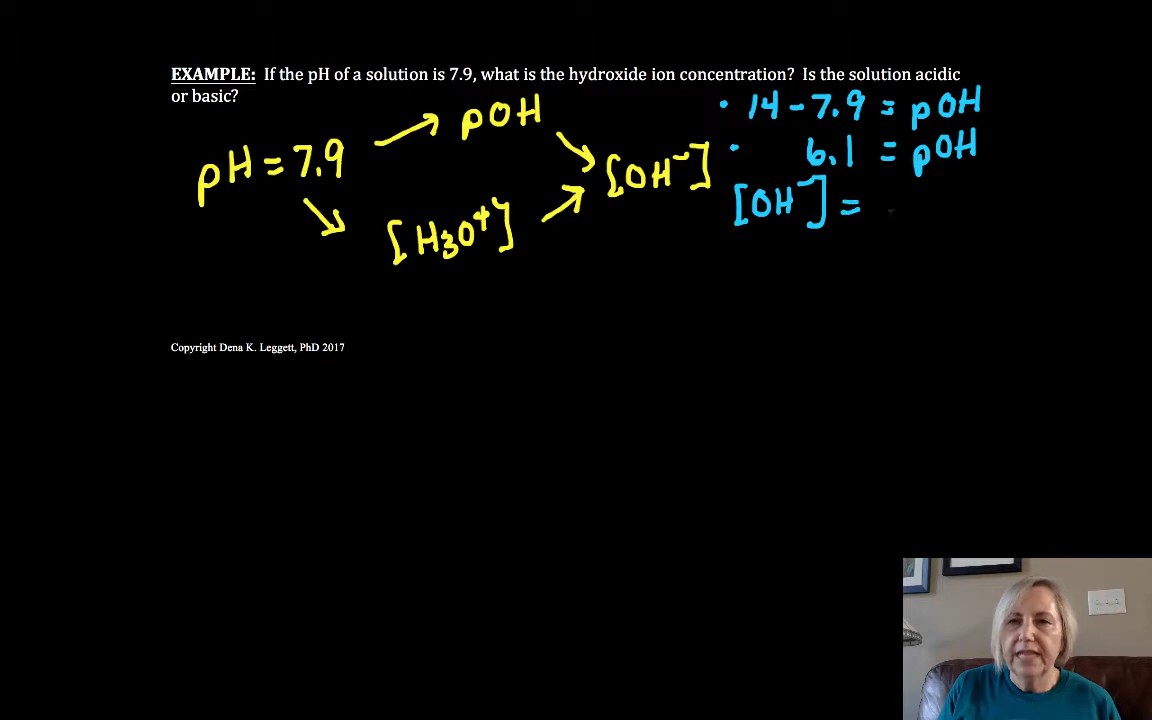 EXAMPLE: If the pH of a solution is 7.9, what is the hydroxide ion concentration? Is the solution acidic
or basic?
pH = 7.9
pOH
[H₃O⁺]
[OH⁻]
• 14 - 7.9 = pOH
• 6.1 = pOH
[OH⁻] =
Copyright Dena K. Leggett, PhD 2017